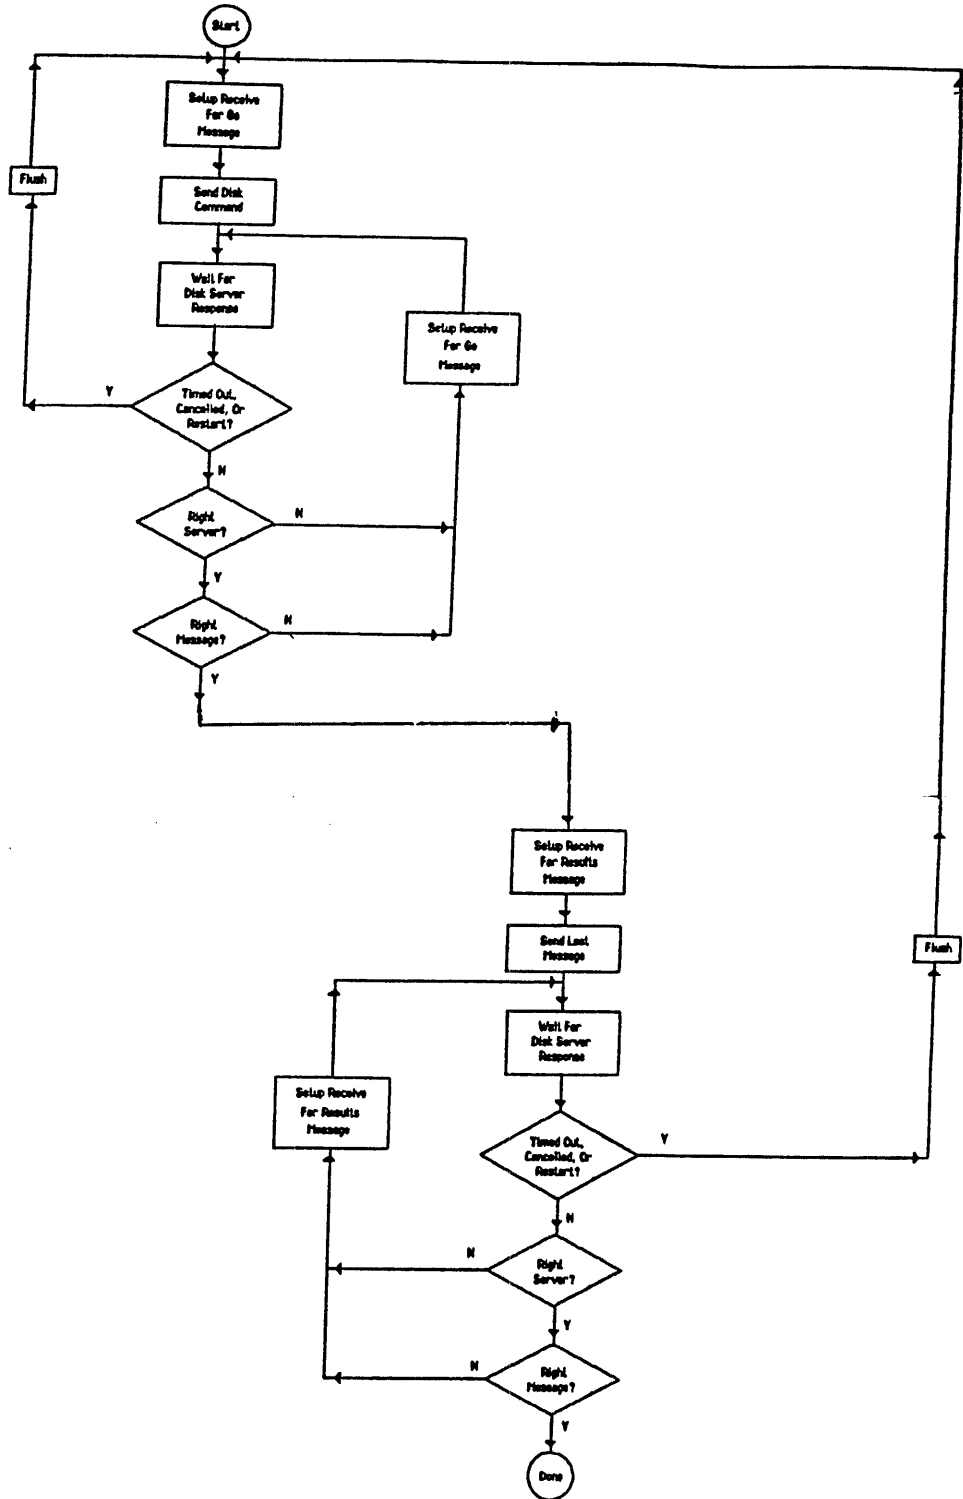 Start
Setup Receive
For Go
Message
Flush
Send Disk
Command
Wait For
Disk Server
Response
Setup Receive
For Go
Message
Y
Timed Out,
Cancelled, Or
Restart?
N
Right
Server?
N
Y
Right
Message?
N
Y
Setup Receive
For Results
Message
Send Last
Message
Flush
Wait For
Disk Server
Response
Setup Receive
For Results
Message
Timed Out,
Cancelled, Or
Restart?
Y
N
N
Right
Server?
Y
N
Right
Message?
Y
Done